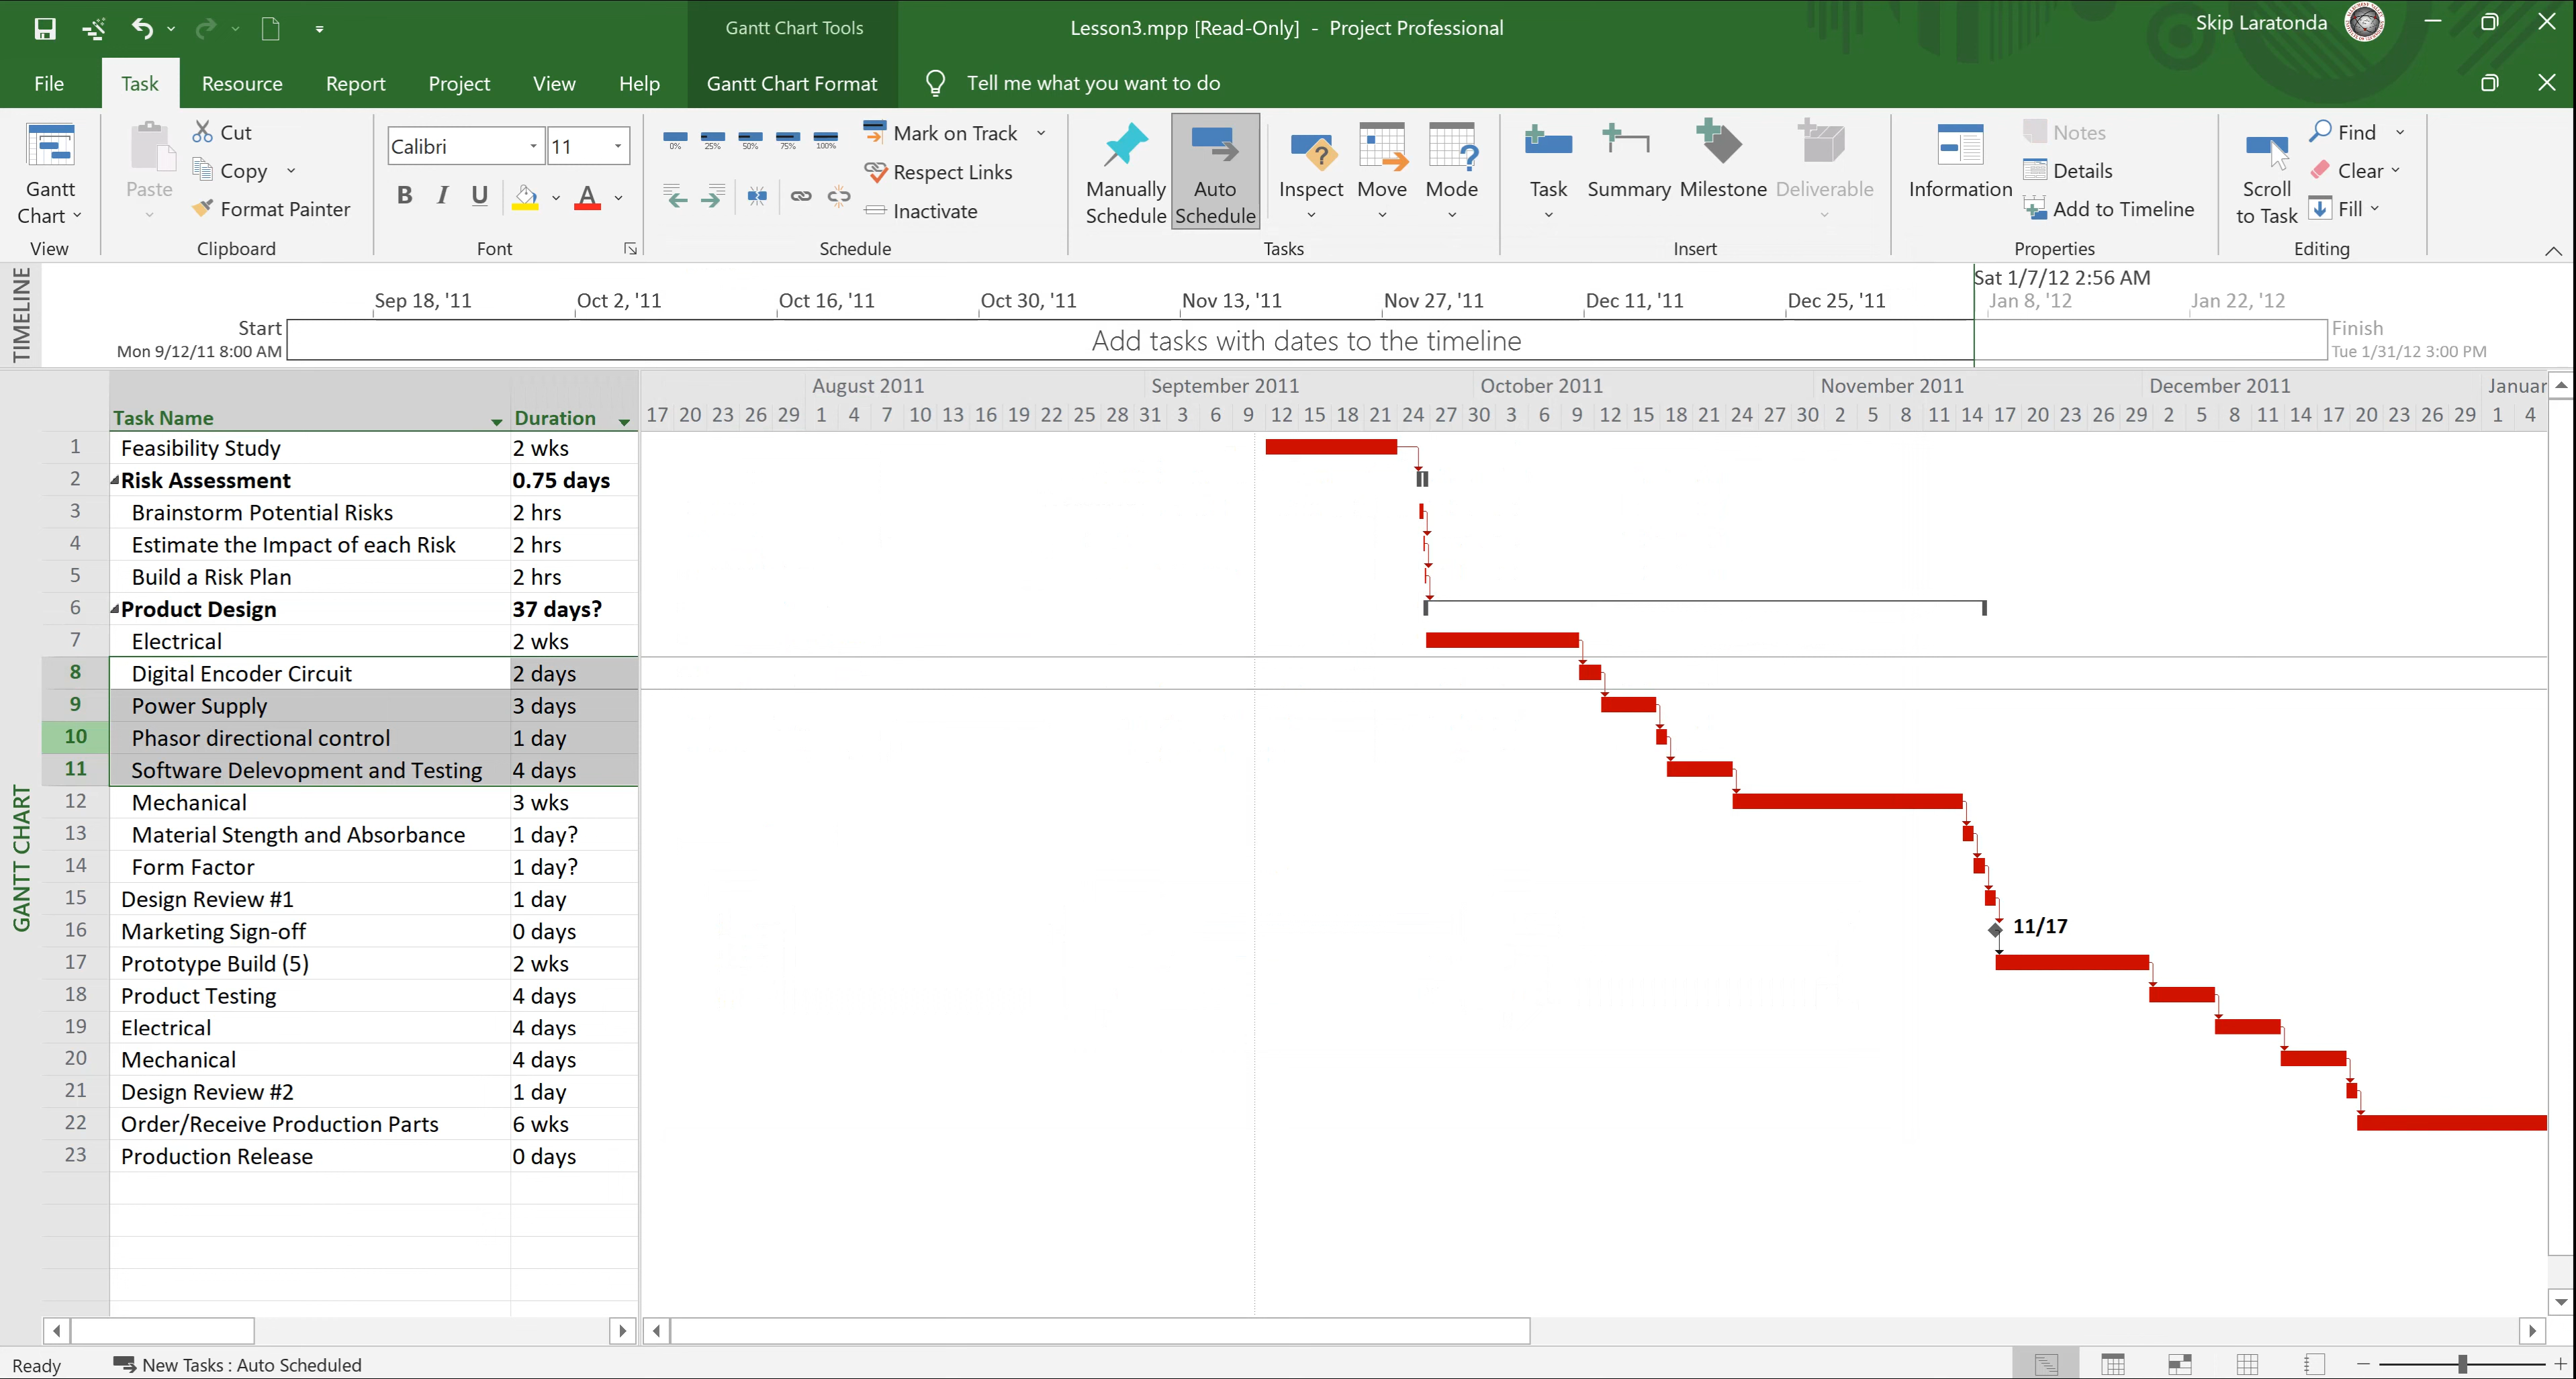 Gantt Chart Tools
Lesson3.mpp [Read-Only] - Project Professional
Skip Laratonda
File Task Resource Report Project View Help Gantt Chart Format Tell me what you want to do
Gantt Chart
View
Paste
Cut
Copy
Format Painter
Clipboard
Calibri 11
B I U A
Font
0% 25% 50% 75% 100%
Mark on Track
Respect Links
Inactivate
Schedule
Manually Schedule
Auto Schedule
Inspect
Move
Mode
Tasks
Task
Summary
Milestone
Deliverable
Insert
Information
Notes
Details
Add to Timeline
Properties
Scroll to Task
Find
Clear
Fill
Editing
TIMELINE
Sat 1/7/12 2:56 AM
Sep 18, '11 Oct 2, '11 Oct 16, '11 Oct 30, '11 Nov 13, '11 Nov 27, '11 Dec 11, '11 Dec 25, '11 Jan 8, '12 Jan 22, '12
Start
Mon 9/12/11 8:00 AM
Add tasks with dates to the timeline
Finish
Tue 1/31/12 3:00 PM
GANTT CHART
August 2011 September 2011 October 2011 November 2011 December 2011 Januar
Task Name Duration
17 20 23 26 29 1 4 7 10 13 16 19 22 25 28 31 3 6 9 12 15 18 21 24 27 30 3 6 9 12 15 18 21 24 27 30 2 5 8 11 14 17 20 23 26 29 2 5 8 11 14 17 20 23 26 29 1 4
1 Feasibility Study 2 wks
2 Risk Assessment 0.75 days
3 Brainstorm Potential Risks 2 hrs
4 Estimate the Impact of each Risk 2 hrs
5 Build a Risk Plan 2 hrs
6 Product Design 37 days?
7 Electrical 2 wks
8 Digital Encoder Circuit 2 days
9 Power Supply 3 days
10 Phasor directional control 1 day
11 Software Delevopment and Testing 4 days
12 Mechanical 3 wks
13 Material Stength and Absorbance 1 day?
14 Form Factor 1 day?
15 Design Review #1 1 day
16 Marketing Sign-off 0 days 11/17
17 Prototype Build (5) 2 wks
18 Product Testing 4 days
19 Electrical 4 days
20 Mechanical 4 days
21 Design Review #2 1 day
22 Order/Receive Production Parts 6 wks
23 Production Release 0 days
Ready New Tasks : Auto Scheduled